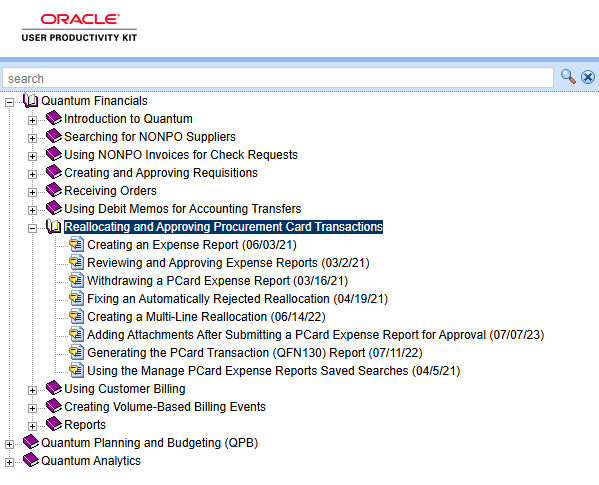 ORACLE
USER PRODUCTIVITY KIT
search
Quantum Financials
Introduction to Quantum
Searching for NONPO Suppliers
Using NONPO Invoices for Check Requests
Creating and Approving Requisitions
Receiving Orders
Using Debit Memos for Accounting Transfers
Reallocating and Approving Procurement Card Transactions
Creating an Expense Report (06/03/21)
Reviewing and Approving Expense Reports (03/2/21)
Withdrawing a PCard Expense Report (03/16/21)
Fixing an Automatically Rejected Reallocation (04/19/21)
Creating a Multi-Line Reallocation (06/14/22)
Adding Attachments After Submitting a PCard Expense Report for Approval (07/07/23)
Generating the PCard Transaction (QFN130) Report (07/11/22)
Using the Manage PCard Expense Reports Saved Searches (04/5/21)
Using Customer Billing
Creating Volume-Based Billing Events
Reports
Quantum Planning and Budgeting (QPB)
Quantum Analytics